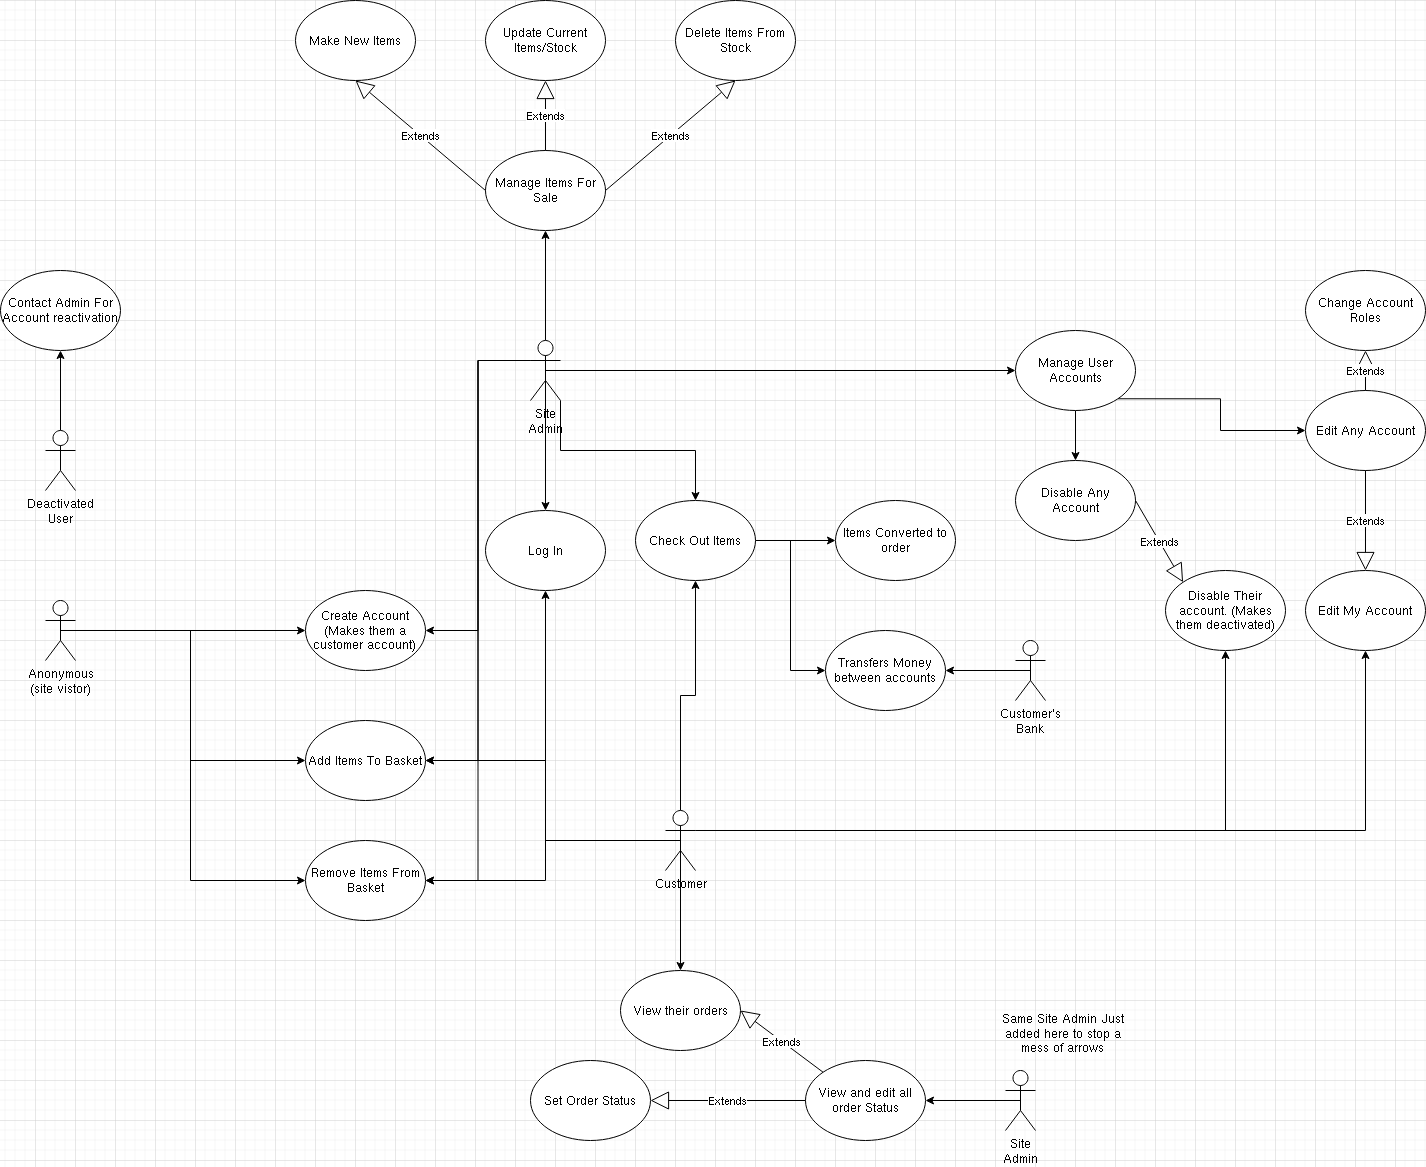 Make New Items
Update Current
Items/Stock
Delete Items From
Stock
Extends
Extends
Extends
Manage Items For
Sale
Contact Admin For
Account reactivation
Change Account
Roles
Manage User
Accounts
Extends
Site
Admin
Edit Any Account
Deactivated
User
Disable Any
Account
Extends
Items Converted to
order
Check Out Items
Extends
Log In
Create Account
(Makes them a
customer account)
Disable Their
account. (Makes
them deactivated)
Edit My Account
Anonymous
(site vistor)
Transfers Money
between accounts
Customer's
Bank
Add Items To Basket
Remove Items From
Basket
Customer
View their orders
Same Site Admin Just
added here to stop a
mess of arrows
Extends
Set Order Status
Extends
View and edit all
order Status
Site
Admin